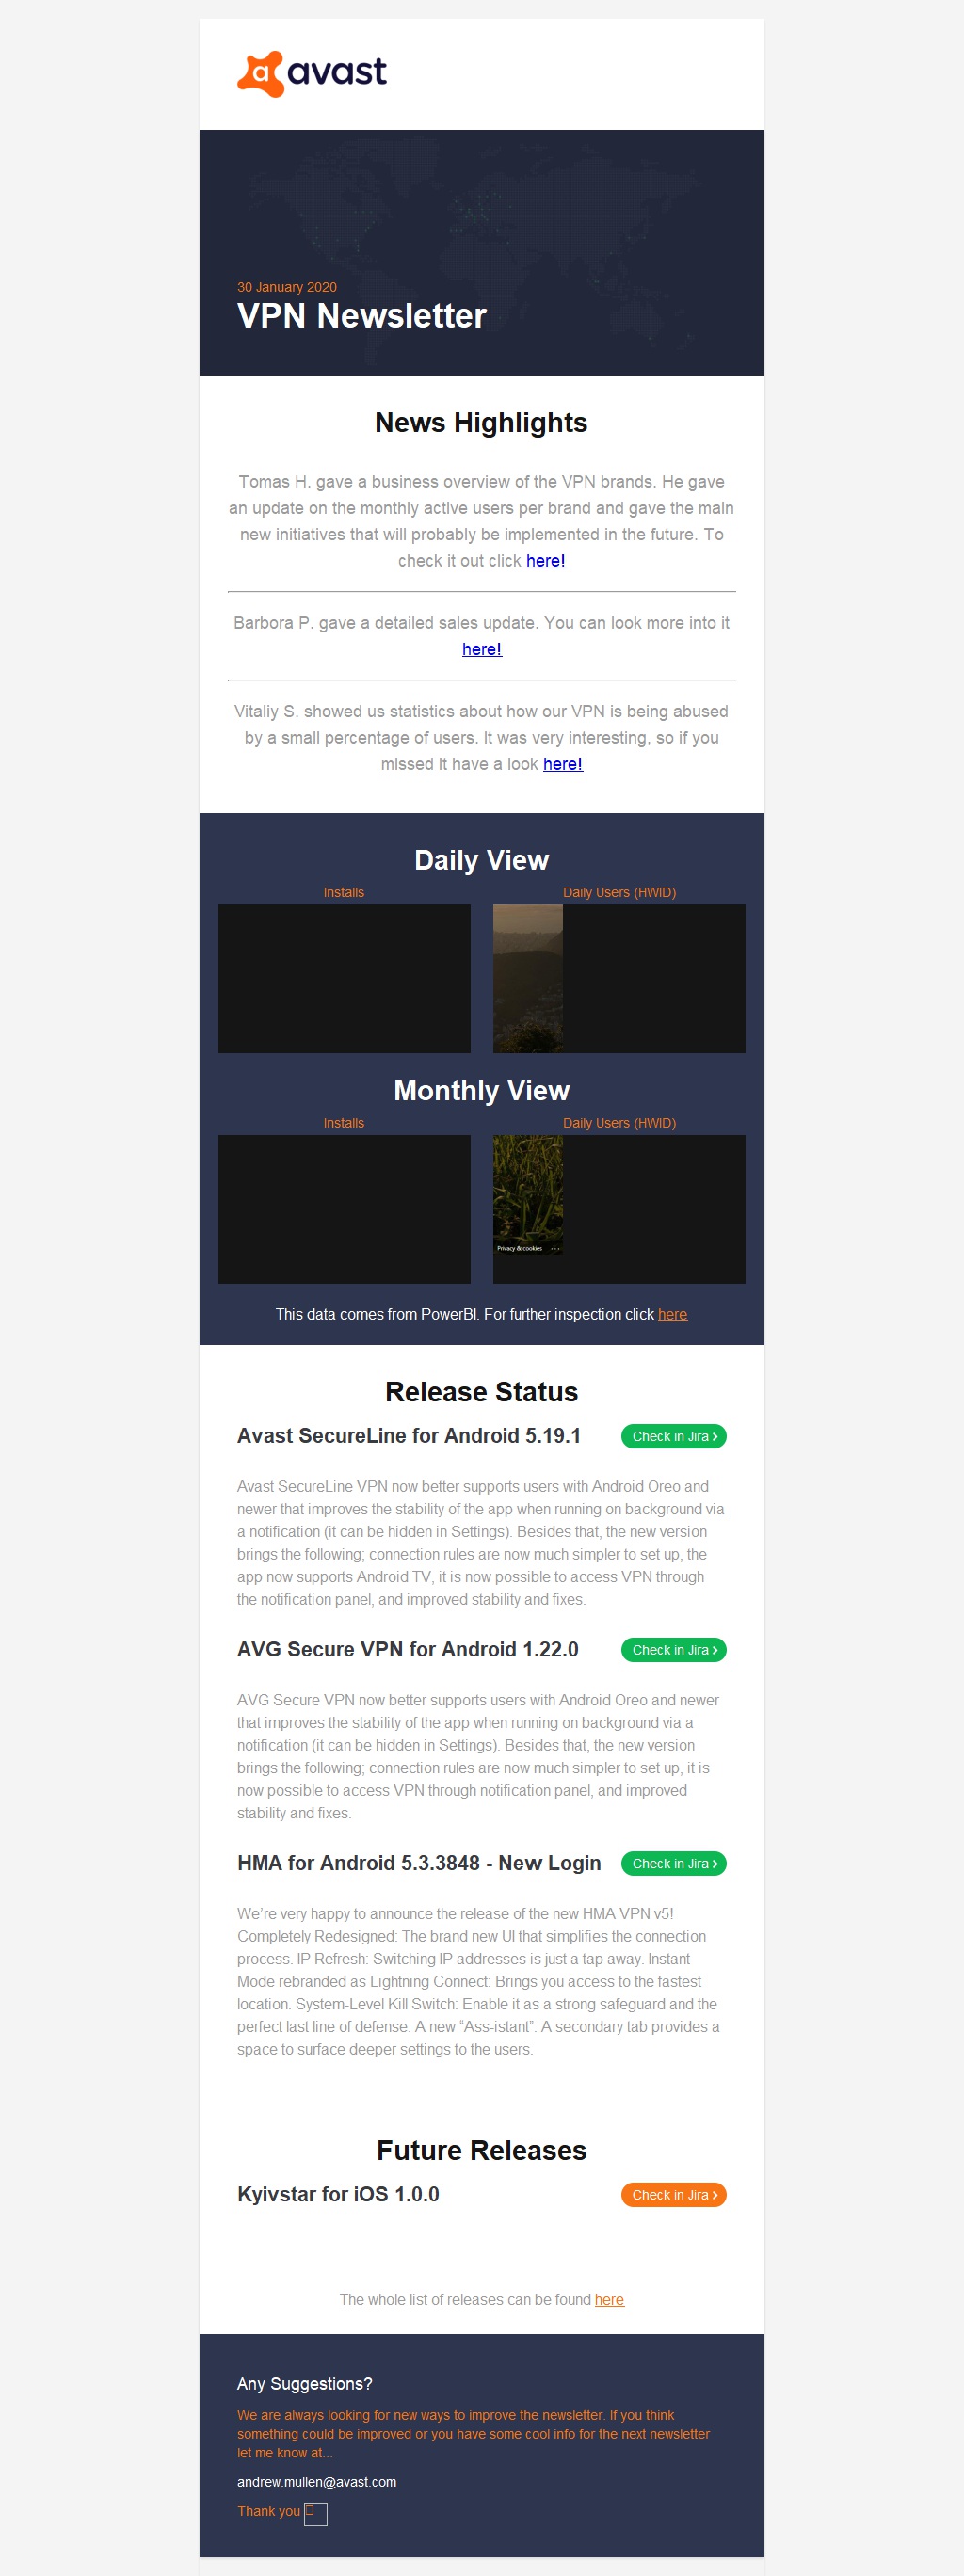 avast
30 January 2020
VPN Newsletter
News Highlights
Tomas H. gave a business overview of the VPN brands. He gave
an update on the monthly active users per brand and gave the main
new initiatives that will probably be implemented in the future. To
check it out click here!
Barbora P. gave a detailed sales update. You can look more into it
here!
Vitaliy S. showed us statistics about how our VPN is being abused
by a small percentage of users. It was very interesting, so if you
missed it have a look here!
Daily View
Installs
Daily Users (HWID)
Monthly View
Installs
Daily Users (HWID)
Privacy & cookies ...
This data comes from PowerBI. For further inspection click here
Release Status
Avast SecureLine for Android 5.19.1
Check in Jira >
Avast SecureLine VPN now better supports users with Android Oreo and
newer that improves the stability of the app when running on background via
a notification (it can be hidden in Settings). Besides that, the new version
brings the following; connection rules are now much simpler to set up, the
app now supports Android TV, it is now possible to access VPN through
the notification panel, and improved stability and fixes.
AVG Secure VPN for Android 1.22.0
Check in Jira >
AVG Secure VPN now better supports users with Android Oreo and newer
that improves the stability of the app when running on background via a
notification (it can be hidden in Settings). Besides that, the new version
brings the following; connection rules are now much simpler to set up, it is
now possible to access VPN through notification panel, and improved
stability and fixes.
HMA for Android 5.3.3848 - New Login
Check in Jira >
We're very happy to announce the release of the new HMA VPN v5!
Completely Redesigned: The brand new UI that simplifies the connection
process. IP Refresh: Switching IP addresses is just a tap away. Instant
Mode rebranded as Lightning Connect: Brings you access to the fastest
location. System-Level Kill Switch: Enable it as a strong safeguard and the
perfect last line of defense. A new "Ass-istant": A secondary tab provides a
space to surface deeper settings to the users.
Future Releases
Kyivstar for iOS 1.0.0
Check in Jira >
The whole list of releases can be found here
Any Suggestions?
We are always looking for new ways to improve the newsletter. If you think
something could be improved or you have some cool info for the next newsletter
let me know at...
andrew.mullen@avast.com
Thank you